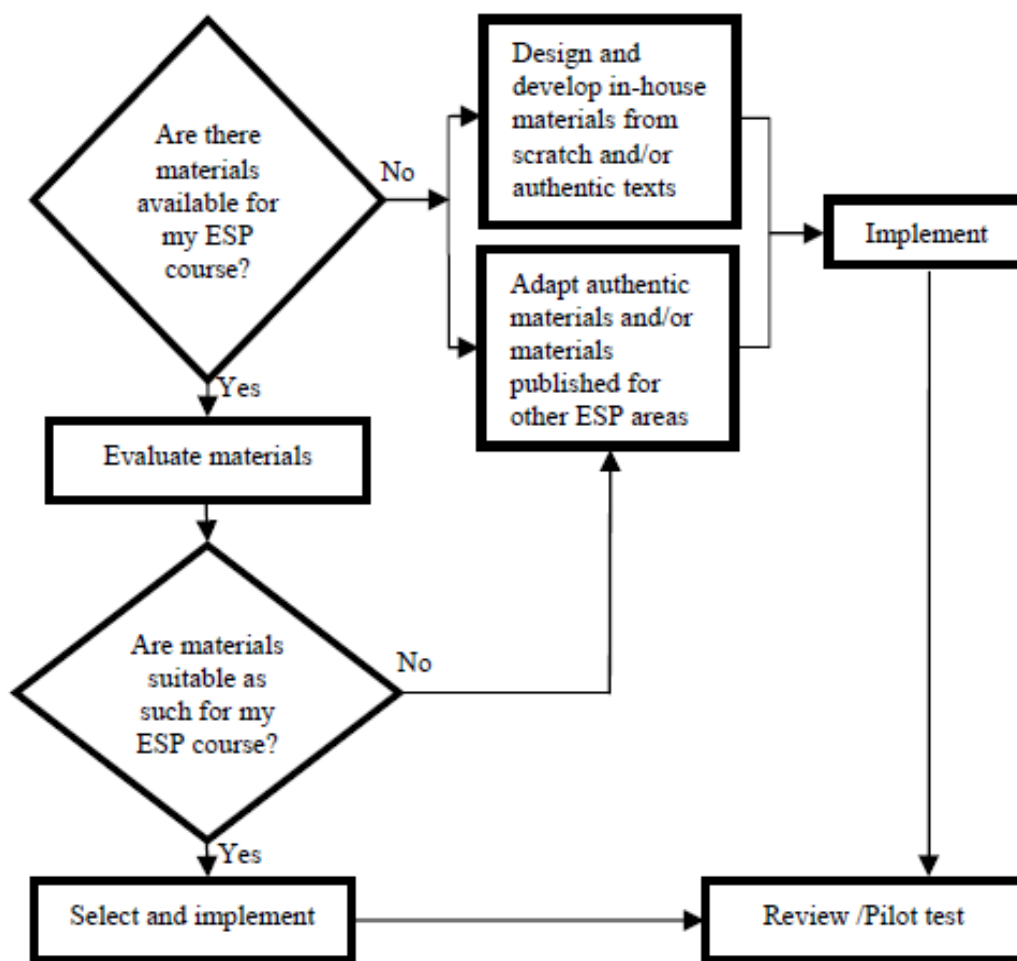 Are there
materials
available for
my ESP
course?
No
Design and
develop in-house
materials from
scratch and/or
authentic texts
Implement
Adapt authentic
materials and/or
materials
published for
other ESP areas
Yes
Evaluate materials
Are materials
suitable as
such for my
ESP course?
No
Yes
Select and implement
Review /Pilot test